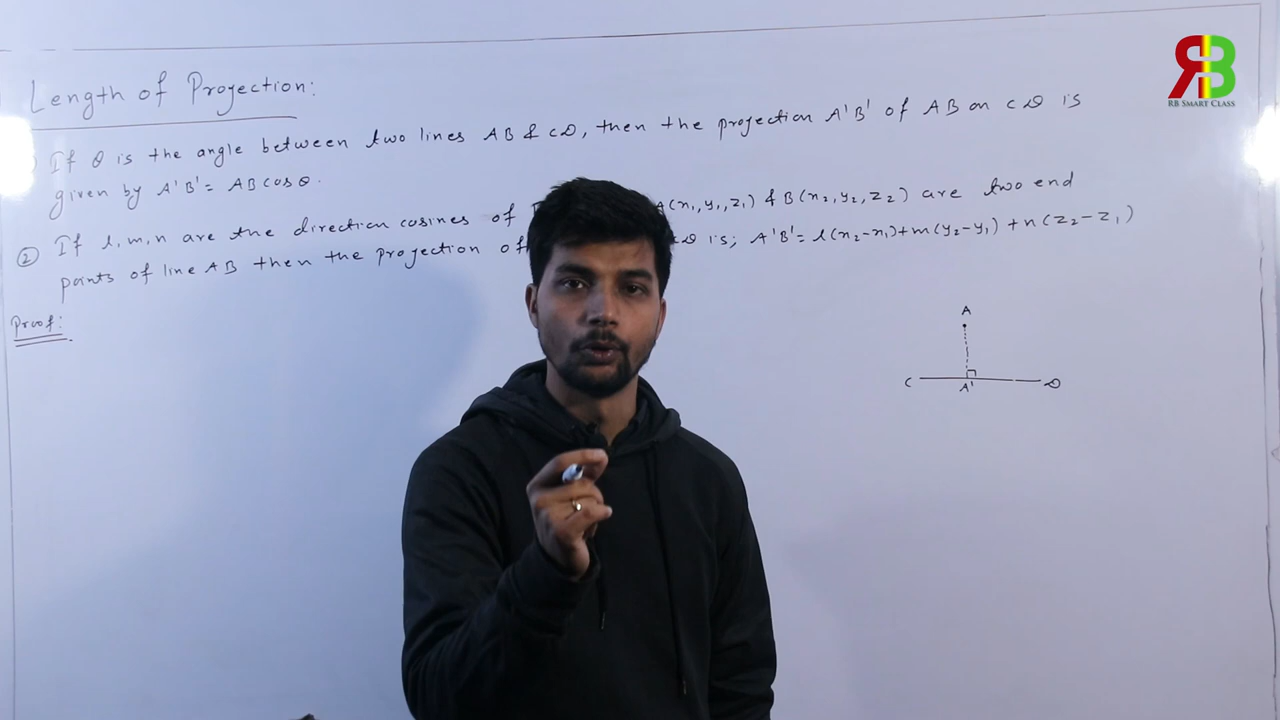 Length of Projection:
RB
RB SMART CLASS
If θ is the angle between two lines AB & CD, then the projection A'B' of AB on CD is
given by A'B' = AB cosθ.
② If l, m, n are the direction cosines of A(x₁, y₁, z₁) & B(x₂, y₂, z₂) are two end
points of line AB then the projection of CD is; A'B' = l(x₂-x₁)+m(y₂-y₁)+n(z₂-z₁)
Proof:
A
C A' D